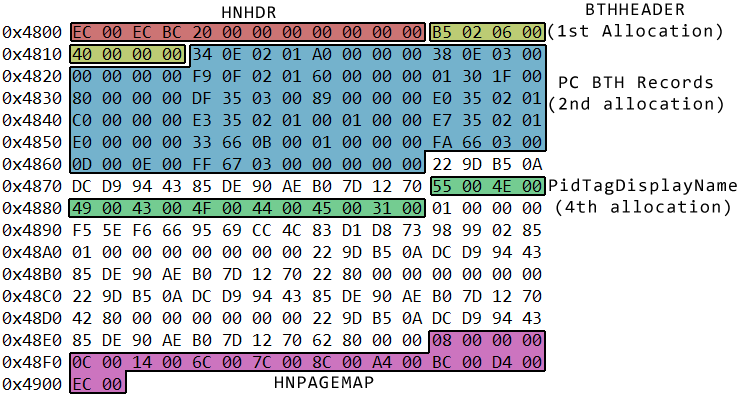 HNHDR BTHHEADER
0x4800 EC 00 EC BC 20 00 00 00 00 00 00 00 B5 02 06 00 (1st Allocation)
0x4810 40 00 00 00 34 0E 02 01 A0 00 00 00 38 0E 03 00
0x4820 00 00 00 00 F9 0F 02 01 60 00 00 00 01 30 1F 00 PC BTH Records
0x4830 80 00 00 00 DF 35 03 00 89 00 00 00 E0 35 02 01 (2nd allocation)
0x4840 C0 00 00 00 E3 35 02 01 00 01 00 00 E7 35 02 01
0x4850 E0 00 00 00 33 66 0B 00 01 00 00 00 FA 66 03 00
0x4860 0D 00 0E 00 FF 67 03 00 00 00 00 00 22 9D B5 0A
0x4870 DC D9 94 43 85 DE 90 AE B0 7D 12 70 55 00 4E 00 PidTagDisplayName
0x4880 49 00 43 00 4F 00 44 00 45 00 31 00 01 00 00 00 (4th allocation)
0x4890 F5 5E F6 66 95 69 CC 4C 83 D1 D8 73 98 99 02 85
0x48A0 01 00 00 00 00 00 00 00 22 9D B5 0A DC D9 94 43
0x48B0 85 DE 90 AE B0 7D 12 70 22 80 00 00 00 00 00 00
0x48C0 22 9D B5 0A DC D9 94 43 85 DE 90 AE B0 7D 12 70
0x48D0 42 80 00 00 00 00 00 00 22 9D B5 0A DC D9 94 43
0x48E0 85 DE 90 AE B0 7D 12 70 62 80 00 00 08 00 00 00
0x48F0 0C 00 14 00 6C 00 7C 00 8C 00 A4 00 BC 00 D4 00
0x4900 EC 00 HNPAGEMAP